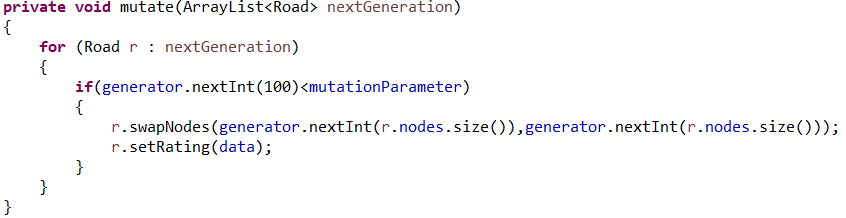 private void mutate(ArrayList<Road> nextGeneration)
{
    for (Road r : nextGeneration)
    {
        if(generator.nextInt(100)<mutationParameter)
        {
            r.swapNodes(generator.nextInt(r.nodes.size()),generator.nextInt(r.nodes.size()));
            r.setRating(data);
        }
    }
}